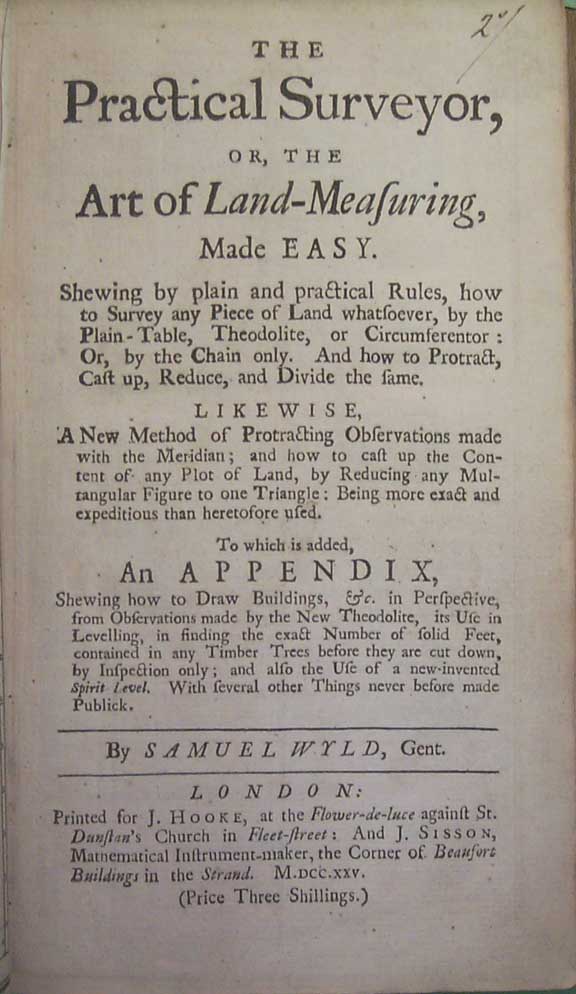 2s/
THE
Practical Surveyor,
OR, THE
Art of Land-Meaſuring,
Made EASY.
Shewing by plain and practical Rules, how
to Survey any Piece of Land whatſoever, by the
Plain-Table, Theodolite, or Circumferentor:
Or, by the Chain only. And how to Protract,
Caſt up, Reduce, and Divide the ſame.
LIKEWISE,
A New Method of Protracting Obſervations made
with the Meridian; and how to caſt up the Con-
tent of any Plot of Land, by Reducing any Mul-
tangular Figure to one Triangle: Being more exact and
expeditious than heretofore uſed.
To which is added,
An APPENDIX,
Shewing how to Draw Buildings, &c. in Perſpective,
from Obſervations made by the New Theodolite, its Uſe in
Levelling, in finding the exact Number of ſolid Feet,
contained in any Timber Trees before they are cut down,
by Inſpection only; and alſo the Uſe of a new-invented
Spirit Level. With ſeveral other Things never before made
Publick.
By SAMUEL WYLD, Gent.
LONDON:
Printed for J. HOOKE, at the Flower-de-luce againſt St.
Dunſtan's Church in Fleet-ſtreet: And J. SISSON,
Mathematical Inſtrument-maker, the Corner of Beaufort
Buildings in the Strand. M.DCC.XXV.
(Price Three Shillings.)